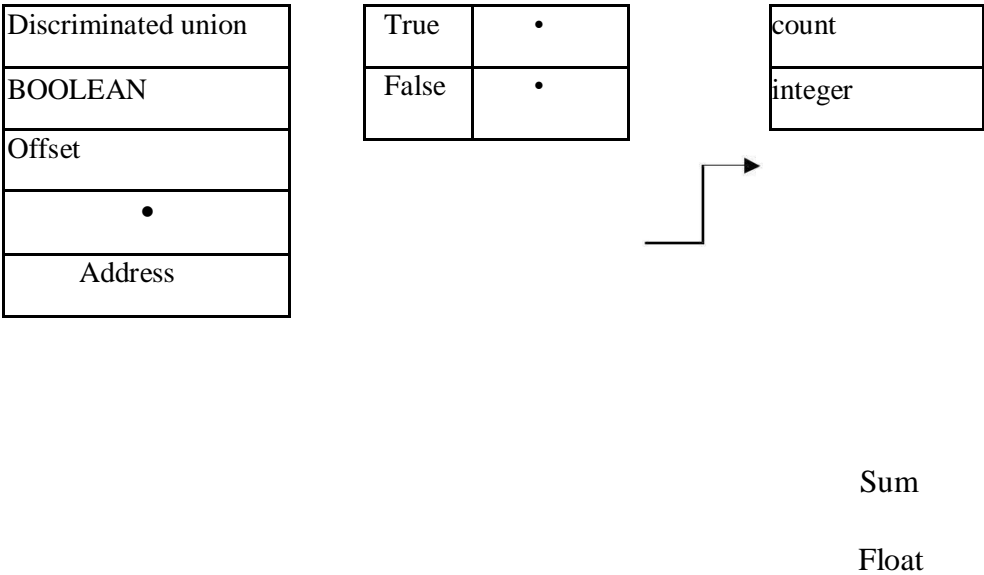 Discriminated union
BOOLEAN
Offset
•
Address
True •
False •
count
integer
Sum
Float